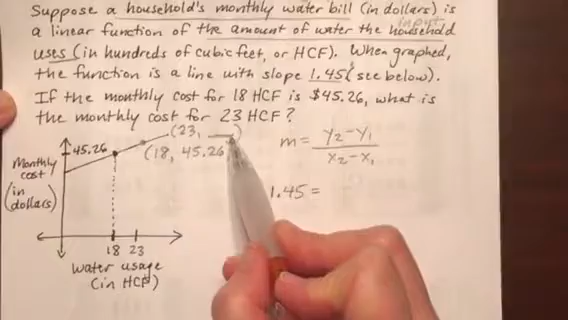 Suppose a household's monthly water bill (in dollars) is
a linear function of the amount of water the household
input
uses (in hundreds of cubic feet, or HCF). When graphed,
the function is a line with slope 1.45 (see below).
If the monthly cost for 18 HCF is $45.26, what is
the monthly cost for 23 HCF?
(23, __)
45.26
(18, 45.26
Monthly
cost
(in
dollars)
18 23
water usage
(in HCF)
m = y2-y1
x2-x1
1.45 =